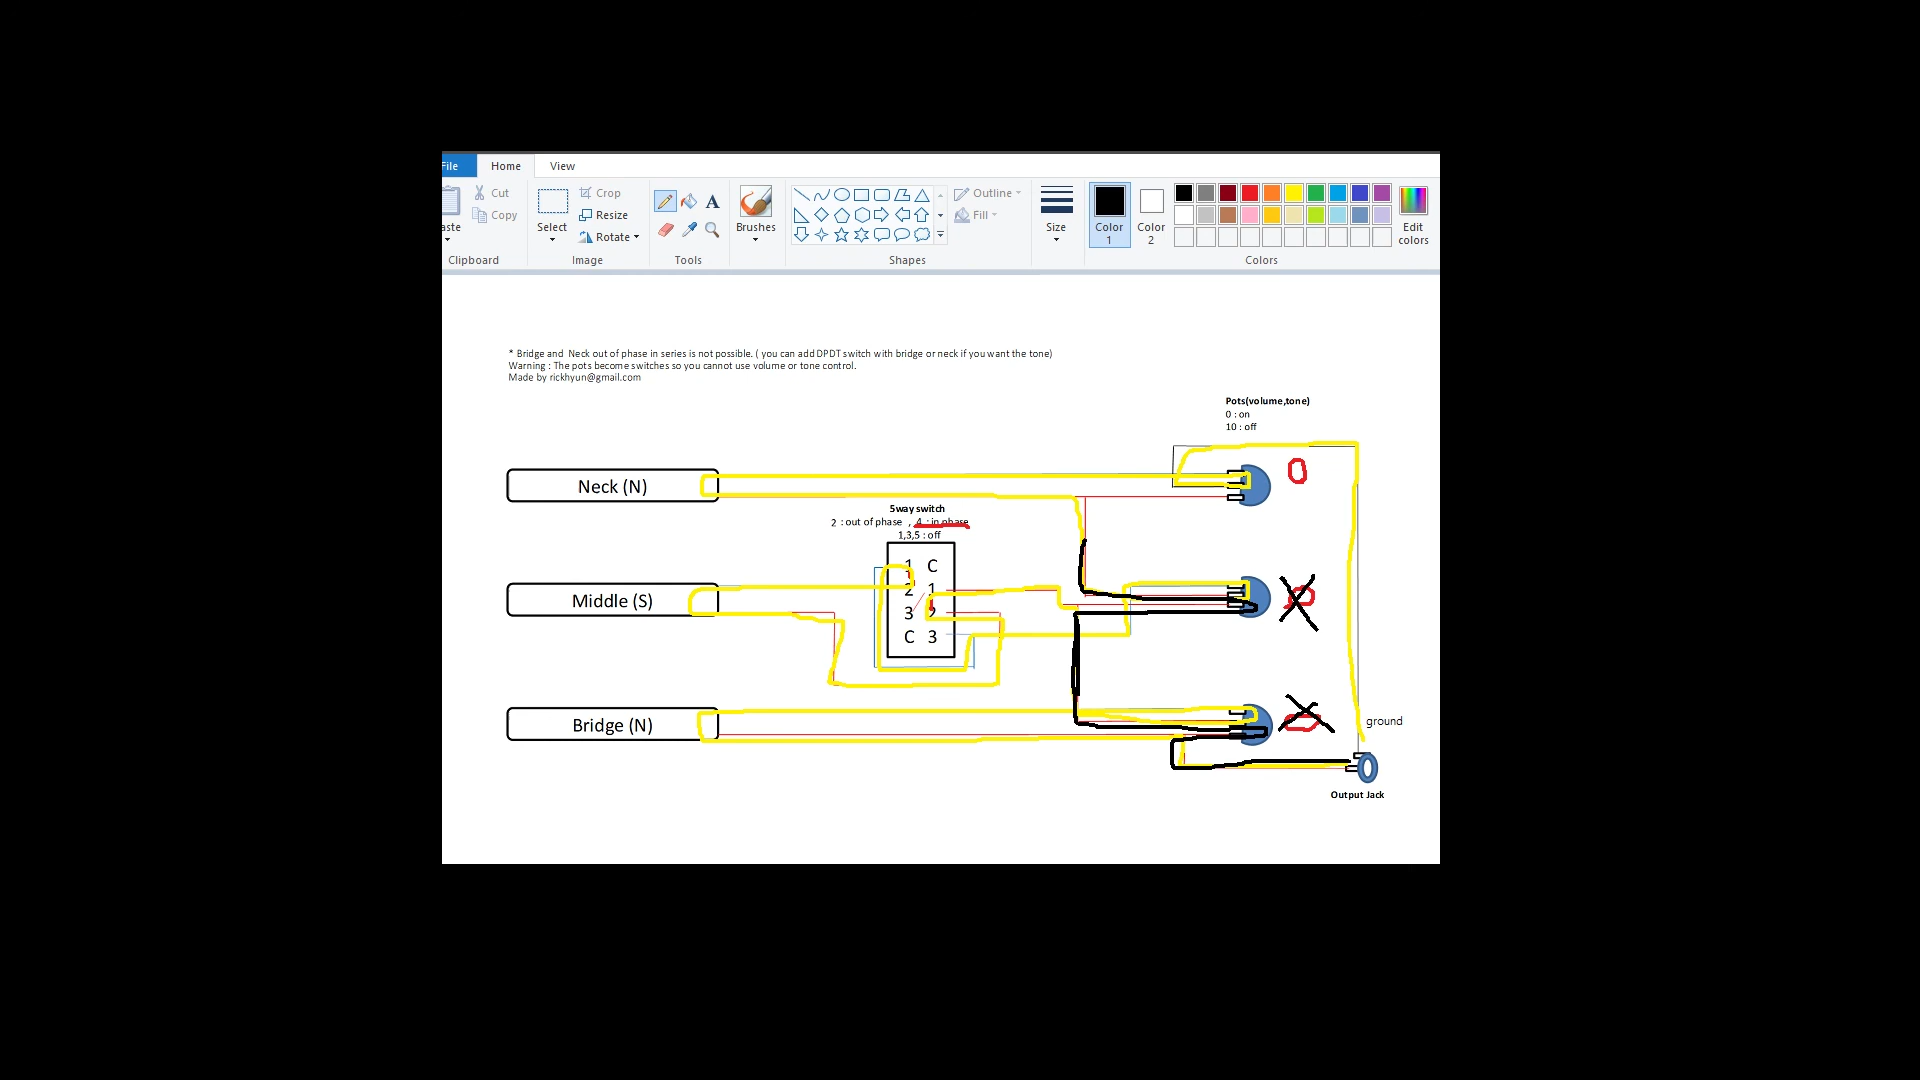 File Home View
Cut
Copy
aste
Clipboard
Select
Crop
Resize
Rotate
Image
A
Tools
Brushes
Shapes
Outline
Fill
Size
Color 1
Color 2
Edit colors
Colors
* Bridge and Neck out of phase in series is not possible. ( you can add DPDT switch with bridge or neck if you want the tone)
Warning : The pots become switches so you cannot use volume or tone control.
Made by rickhyun@gmail.com
Pots(volume,tone)
0 : on
10 : off
Neck (N)
0
5way switch
2 : out of phase , 4 : in phase
1,3,5 : off
1 C
2 1
3 2
C 3
Middle (S)
Bridge (N)
ground
Output Jack